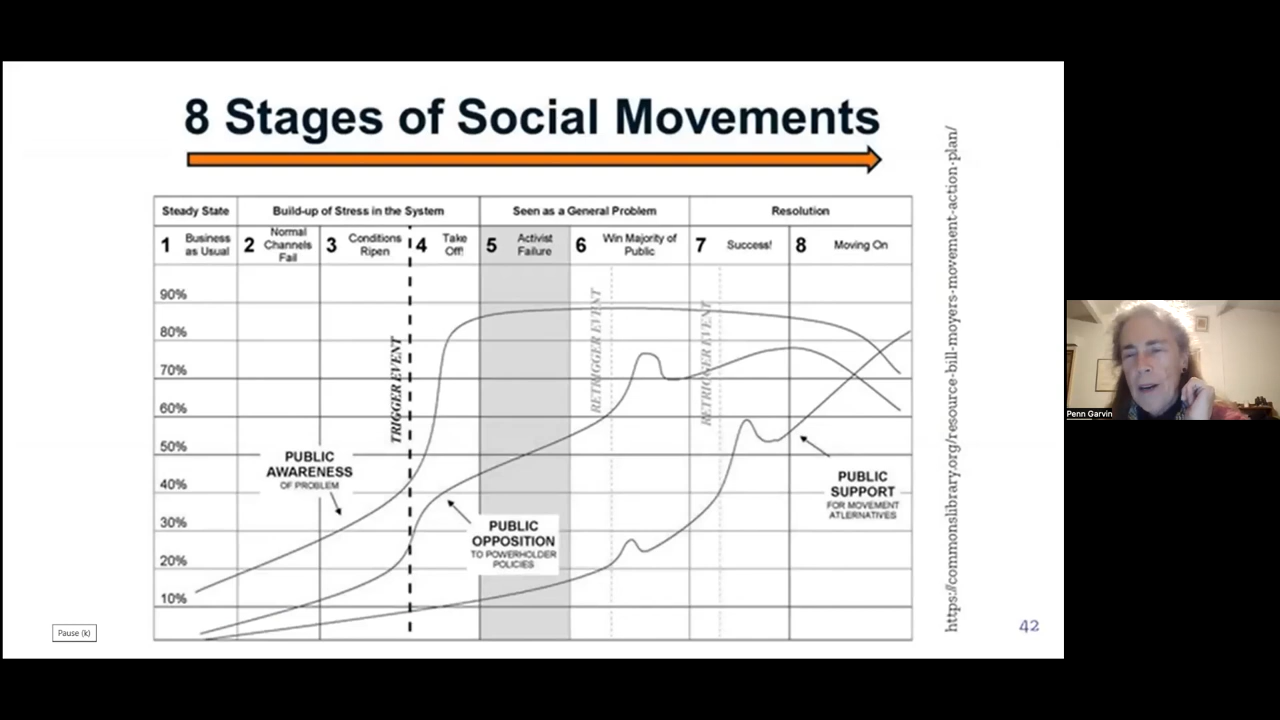 8 Stages of Social Movements
Steady State
Build-up of Stress in the System
Seen as a General Problem
Resolution
1 Business
as Usual
2 Normal
Channels
Fail
3 Conditions
Ripen
4 Take
Off!
5 Activist
Failure
6 Win Majority of
Public
7 Success!
8 Moving On
90%
80%
70%
60%
50%
40%
30%
20%
10%
TRIGGER EVENT
RETRIGGER EVENT
RETRIGGER EVENT
PUBLIC
AWARENESS
OF PROBLEM
PUBLIC
OPPOSITION
TO POWERHOLDER
POLICIES
PUBLIC
SUPPORT
FOR MOVEMENT
ATLERNATIVES
https://commonslibrary.org/resource-bill-moyers-movement-action-plan/
42
Pause (k)
Penn Garvin